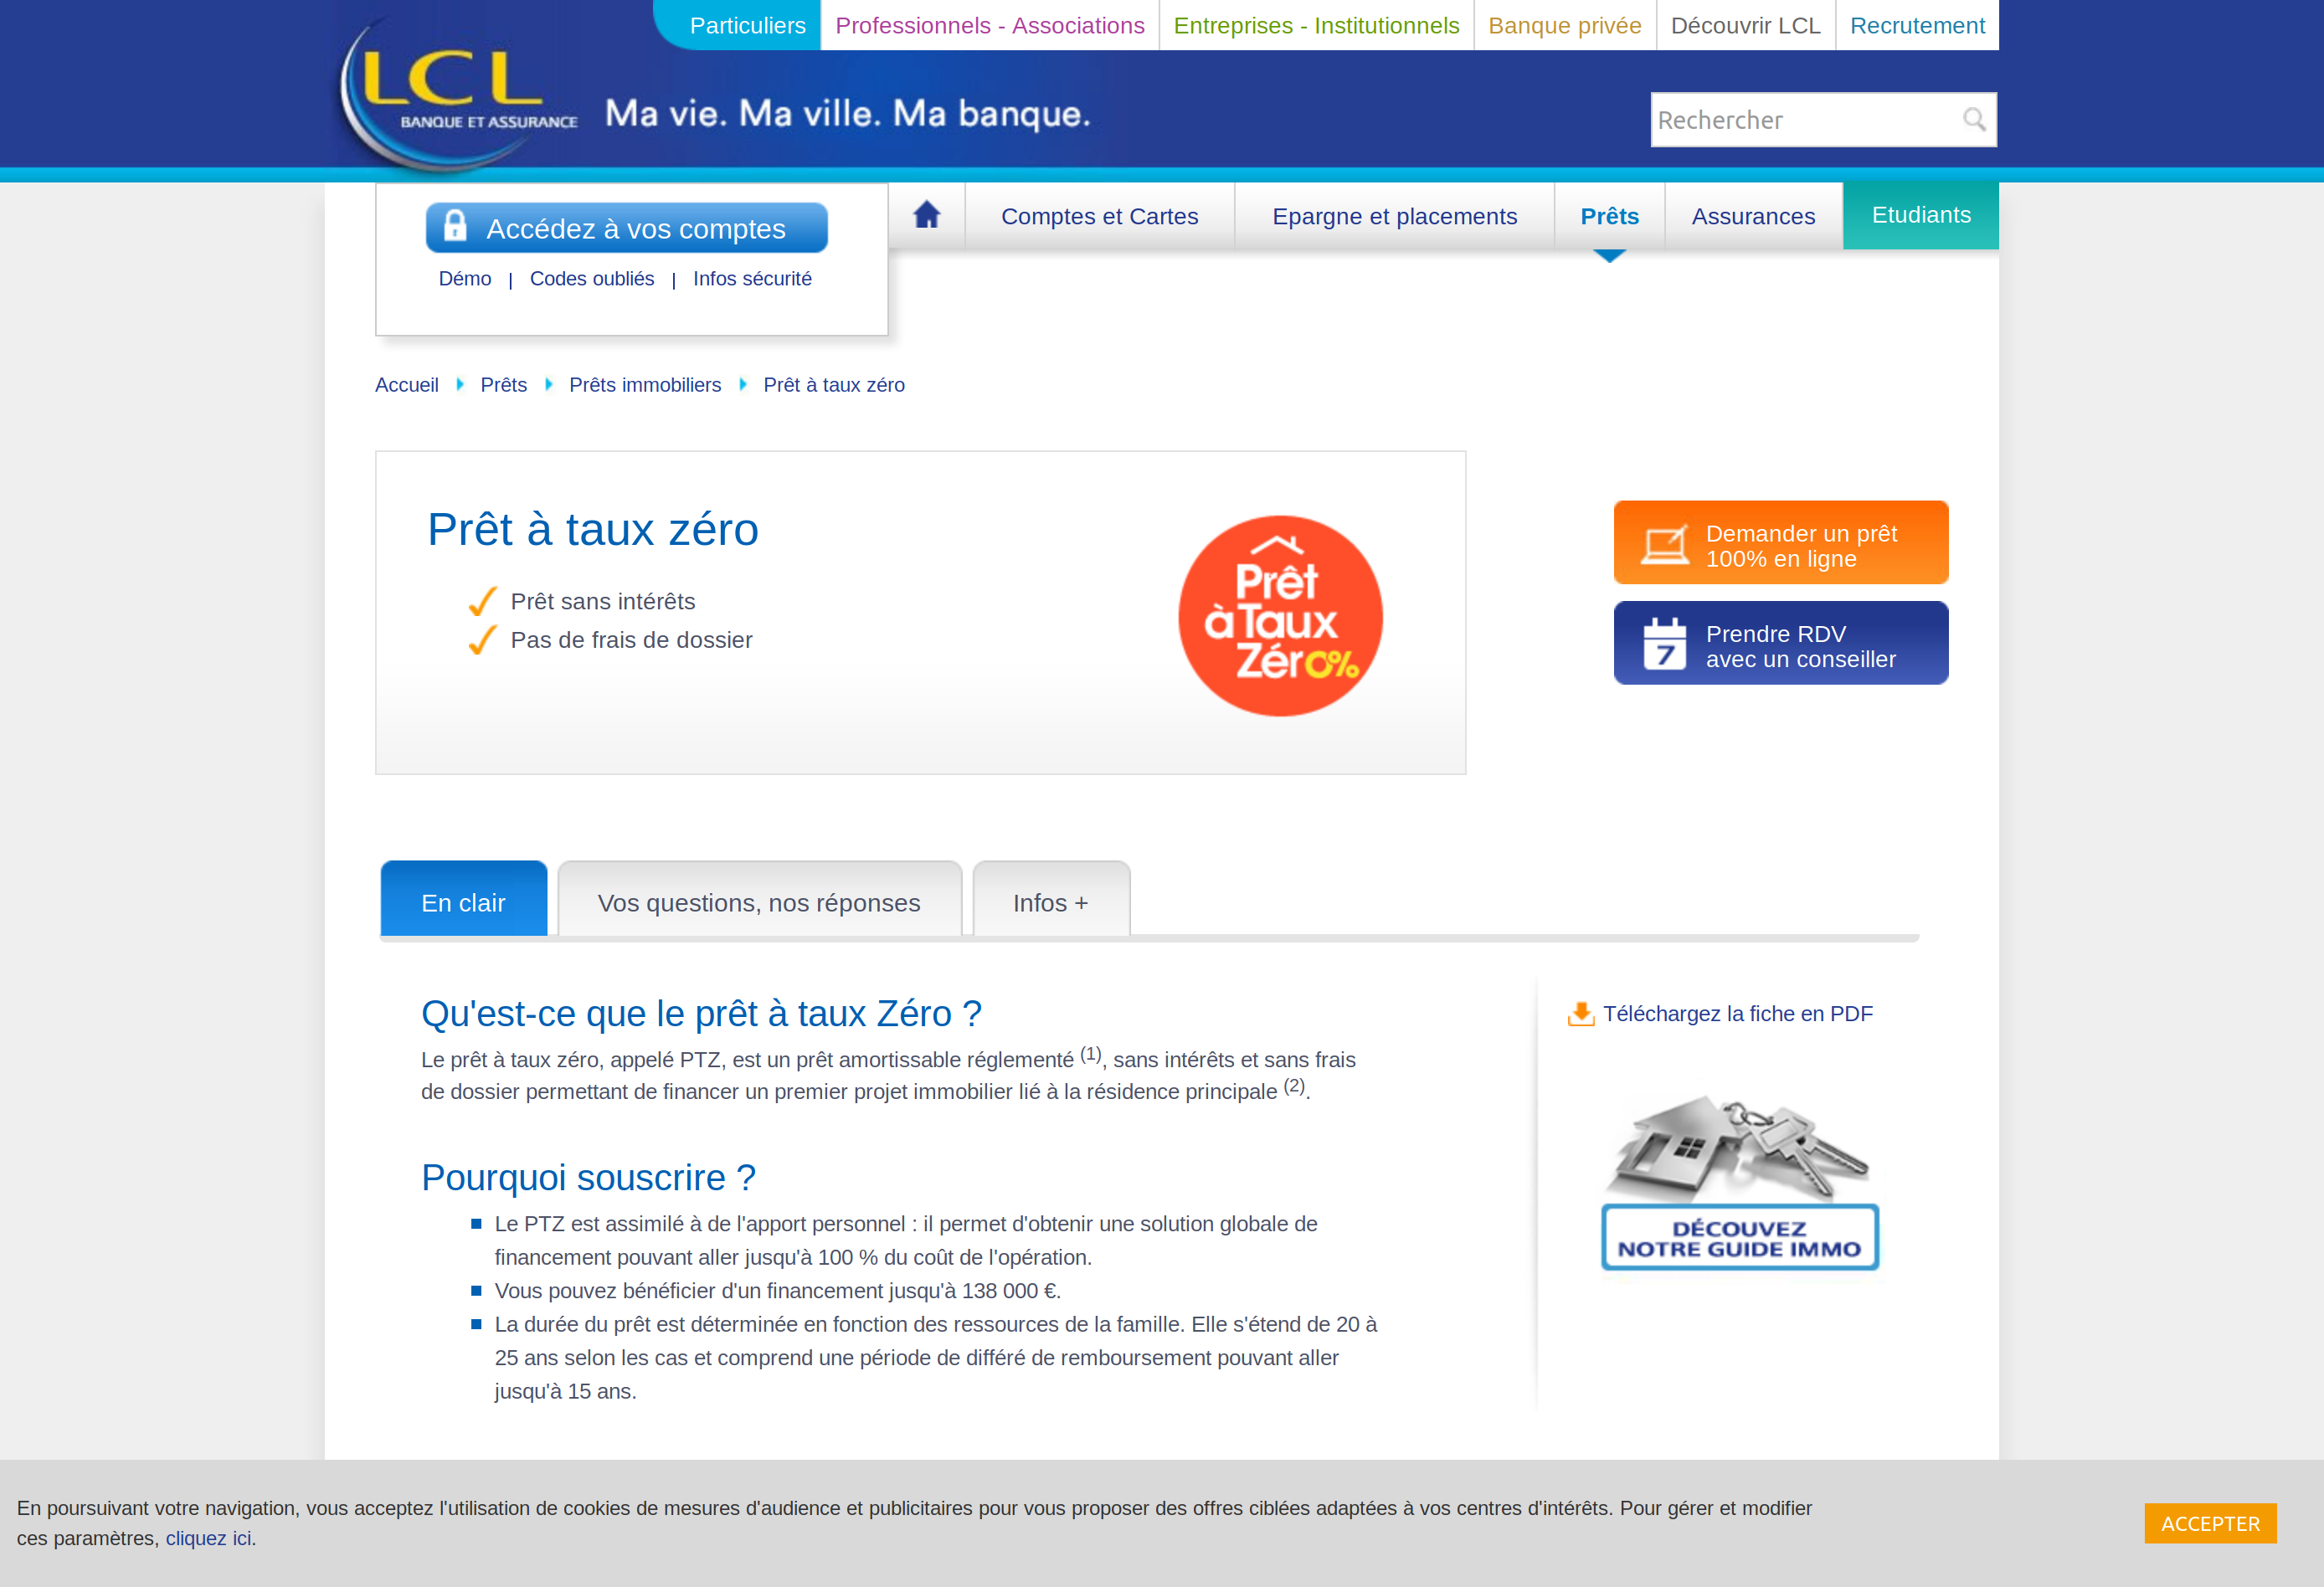 Particuliers
Professionnels - Associations
Entreprises - Institutionnels
Banque privée
Découvrir LCL
Recrutement
LCL
BANQUE ET ASSURANCE
Ma vie. Ma ville. Ma banque.
Rechercher
Accédez à vos comptes
Démo | Codes oubliés | Infos sécurité
Comptes et Cartes
Epargne et placements
Prêts
Assurances
Etudiants
Accueil Prêts Prêts immobiliers Prêt à taux zéro
Prêt à taux zéro
Prêt sans intérêts
Pas de frais de dossier
Prêt
à Taux
Zér0%
Demander un prêt
100% en ligne
7
Prendre RDV
avec un conseiller
En clair
Vos questions, nos réponses
Infos +
Qu'est-ce que le prêt à taux Zéro ?
Le prêt à taux zéro, appelé PTZ, est un prêt amortissable réglementé (1), sans intérêts et sans frais
de dossier permettant de financer un premier projet immobilier lié à la résidence principale (2).
Pourquoi souscrire ?
Le PTZ est assimilé à de l'apport personnel : il permet d'obtenir une solution globale de
financement pouvant aller jusqu'à 100 % du coût de l'opération.
Vous pouvez bénéficier d'un financement jusqu'à 138 000 €.
La durée du prêt est déterminée en fonction des ressources de la famille. Elle s'étend de 20 à
25 ans selon les cas et comprend une période de différé de remboursement pouvant aller
jusqu'à 15 ans.
Téléchargez la fiche en PDF
DÉCOUVEZ
NOTRE GUIDE IMMO
En poursuivant votre navigation, vous acceptez l'utilisation de cookies de mesures d'audience et publicitaires pour vous proposer des offres ciblées adaptées à vos centres d'intérêts. Pour gérer et modifier
ces paramètres, cliquez ici.
ACCEPTER